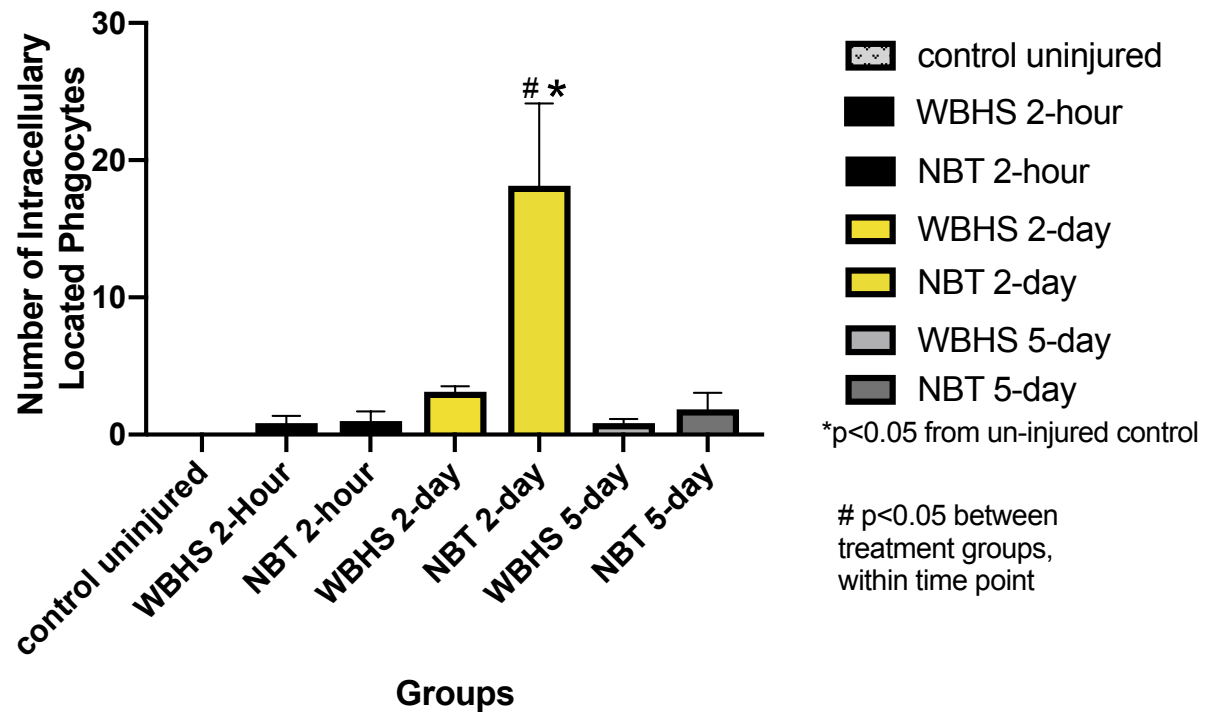 Number of Intracellulary
Located Phagocytes
30
20
10
0
# *
control uninjured
WBHS 2-Hour
NBT 2-hour
WBHS 2-day
NBT 2-day
WBHS 5-day
NBT 5-day
Groups
control uninjured
WBHS 2-hour
NBT 2-hour
WBHS 2-day
NBT 2-day
WBHS 5-day
NBT 5-day
*p<0.05 from un-injured control
# p<0.05 between
treatment groups,
within time point